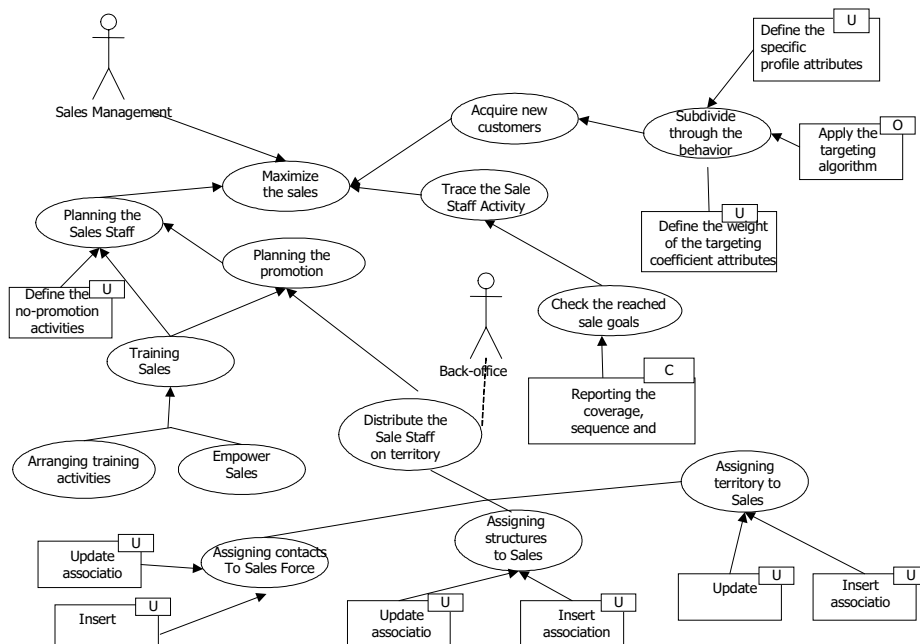 Sales Management
U
Define the
specific
profile attributes
Acquire new
customers
Subdivide
through the
behavior
O
Apply the
targeting
algorithm
Maximize
the sales
Trace the Sale
Staff Activity
Planning the
Sales Staff
U
Define the weight
of the targeting
coefficient attributes
Planning the
promotion
U
Define the
no-promotion
activities
Check the reached
sale goals
Training
Sales
Back-office
C
Reporting the
coverage,
sequence and
Distribute the
Sale Staff
on territory
Arranging training
activities
Empower
Sales
Assigning
territory to
Sales
Assigning
structures
to Sales
U
Update
associatio
Assigning contacts
To Sales Force
U
Update
U
Insert
associatio
U
Insert
U
Update
associatio
U
Insert
association